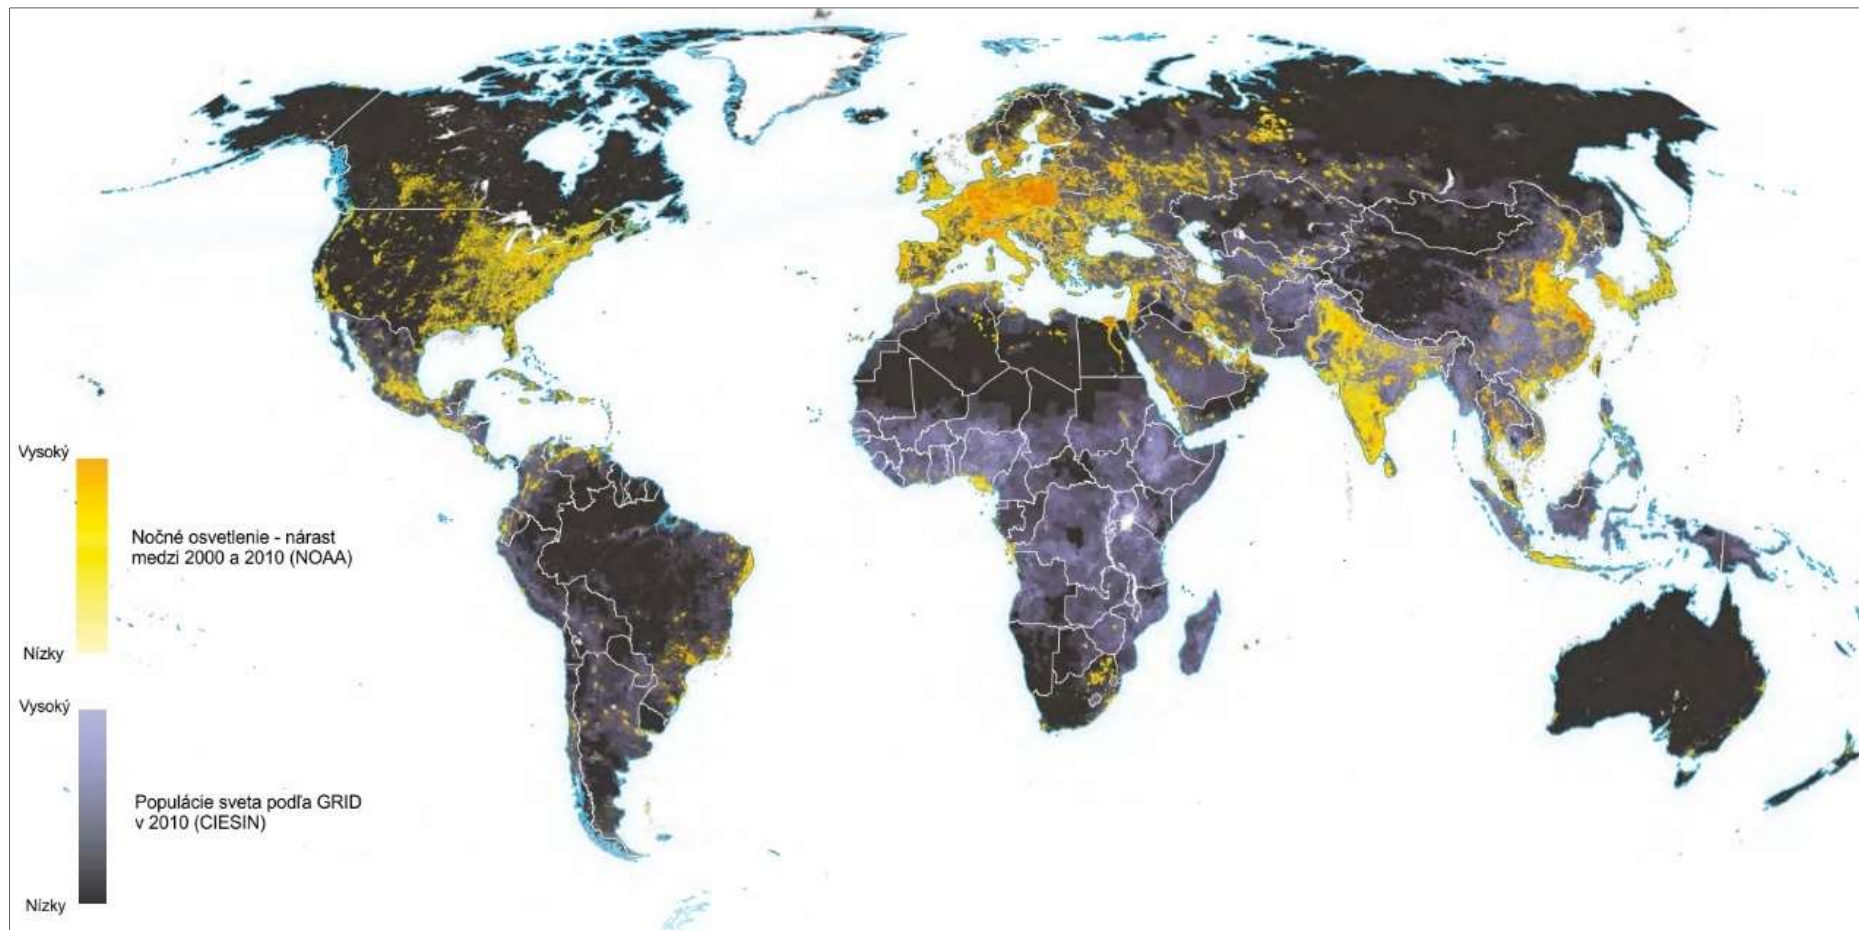 Vysoký
Nočné osvetlenie - nárast
medzi 2000 a 2010 (NOAA)
Nízky
Vysoký
Populácie sveta podľa GRID
v 2010 (CIESIN)
Nízky